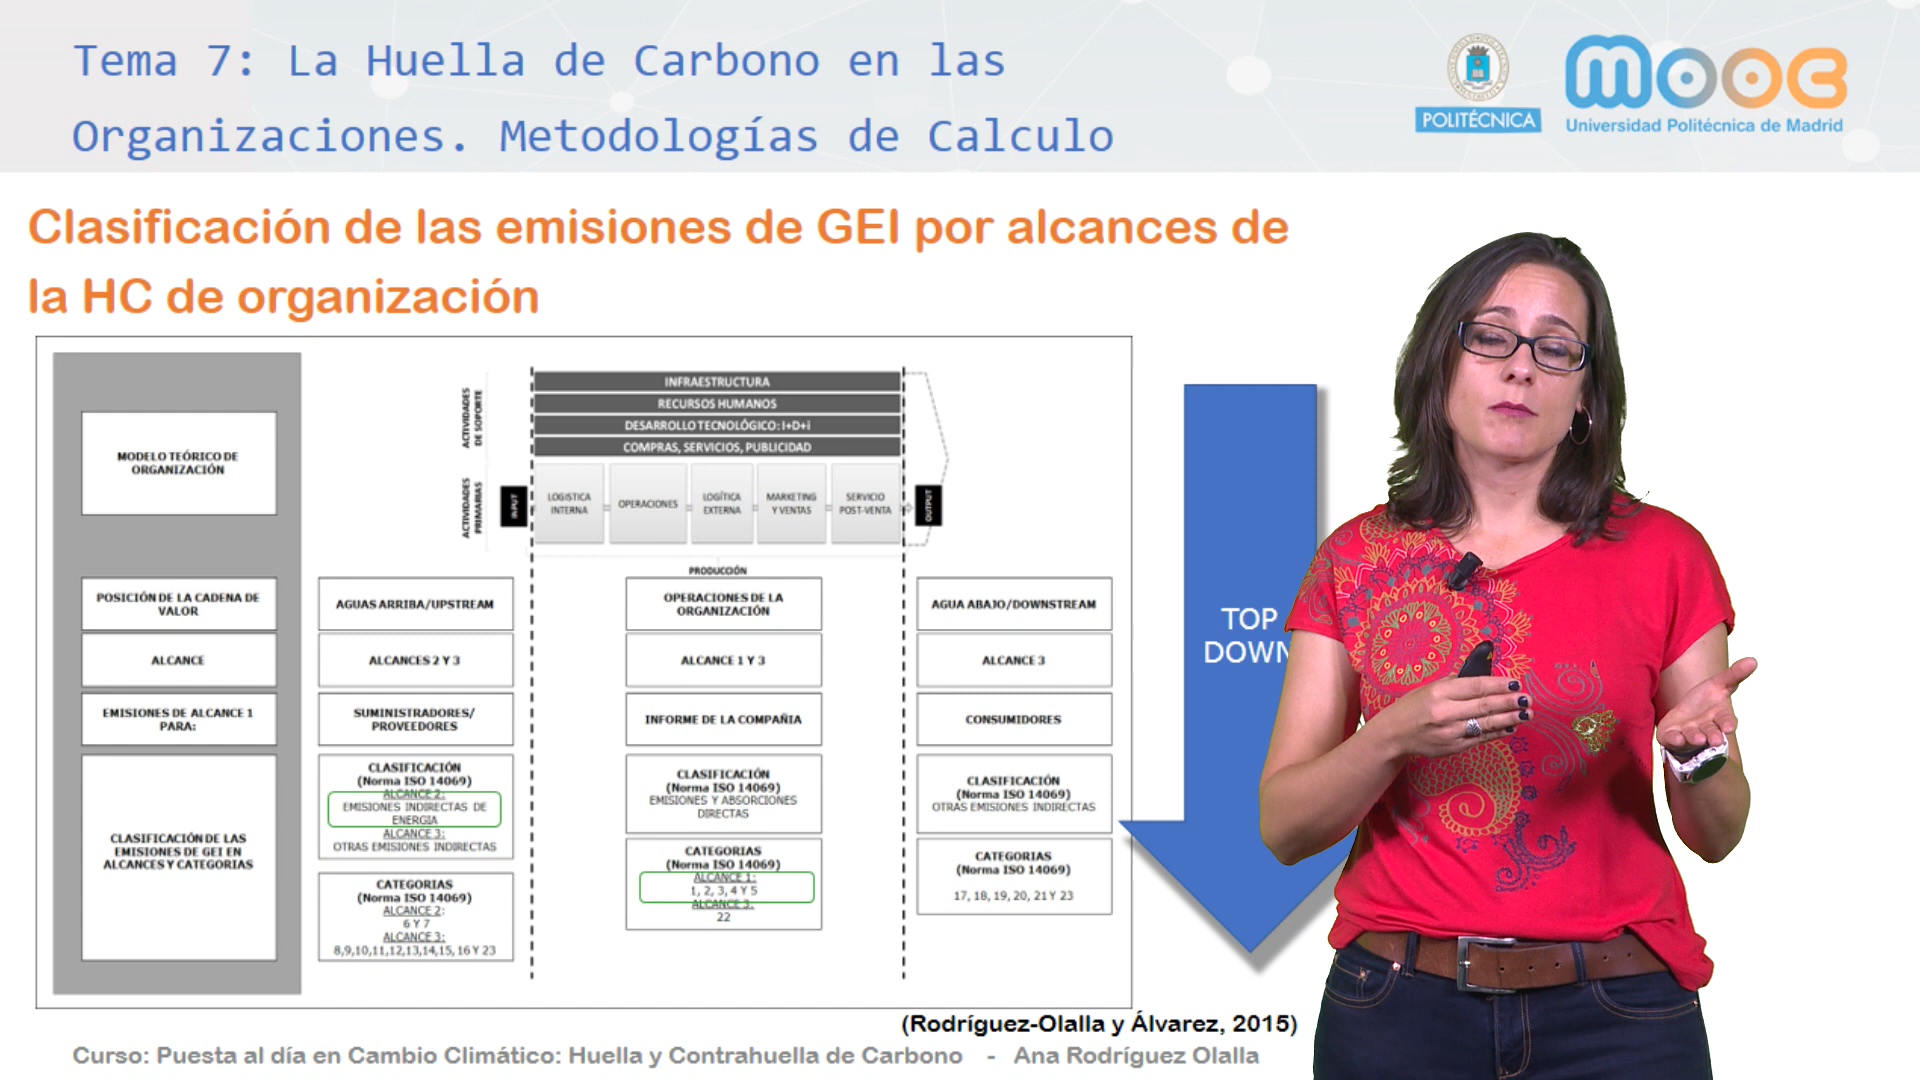 Tema 7: La Huella de Carbono en las
Organizaciones. Metodologías de Calculo
POLITÉCNICA
mooc
Universidad Politécnica de Madrid
Clasificación de las emisiones de GEI por alcances de
la HC de organización
MODELO TEÓRICO DE
ORGANIZACIÓN
ACTIVIDADES
DE SOPORTE
INFRAESTRUCTURA
RECURSOS HUMANOS
DESARROLLO TECNOLÓGICO: I+D+i
COMPRAS, SERVICIOS, PUBLICIDAD
ACTIVIDADES
PRIMARIAS
INPUT
LOGISTICA
INTERNA
OPERACIONES
LOGÍTICA
EXTERNA
MARKETING
Y VENTAS
SERVICIO
POST-VENTA
OUTPUT
PRODUCCIÓN
POSICIÓN DE LA CADENA DE
VALOR
AGUAS ARRIBA/UPSTREAM
OPERACIONES DE LA
ORGANIZACIÓN
AGUA ABAJO/DOWNSTREAM
ALCANCE
ALCANCES 2 Y 3
ALCANCE 1 Y 3
ALCANCE 3
EMISIONES DE ALCANCE 1
PARA:
SUMINISTRADORES/
PROVEEDORES
INFORME DE LA COMPAÑIA
CONSUMIDORES
CLASIFICACIÓN DE LAS
EMISIONES DE GEI EN
ALCANCES Y CATEGORIAS
CLASIFICACIÓN
(Norma ISO 14069)
ALCANCE 2:
EMISIONES INDIRECTAS DE
ENERGIA
ALCANCE 3:
OTRAS EMISIONES INDIRECTAS
CATEGORIAS
(Norma ISO 14069)
ALCANCE 2:
6 Y 7
ALCANCE 3:
8,9,10,11,12,13,14,15, 16 Y 23
CLASIFICACIÓN
(Norma ISO 14069)
EMISIONES Y ABSORCIONES
DIRECTAS
CATEGORIAS
(Norma ISO 14069)
ALCANCE 1:
1, 2, 3, 4 Y 5
ALCANCE 3:
22
CLASIFICACIÓN
(Norma ISO 14069)
OTRAS EMISIONES INDIRECTAS
CATEGORIAS
(Norma ISO 14069)
17, 18, 19, 20, 21 Y 23
TOP
DOWN
(Rodríguez-Olalla y Álvarez, 2015)
Curso: Puesta al día en Cambio Climático: Huella y Contrahuella de Carbono - Ana Rodríguez Olalla